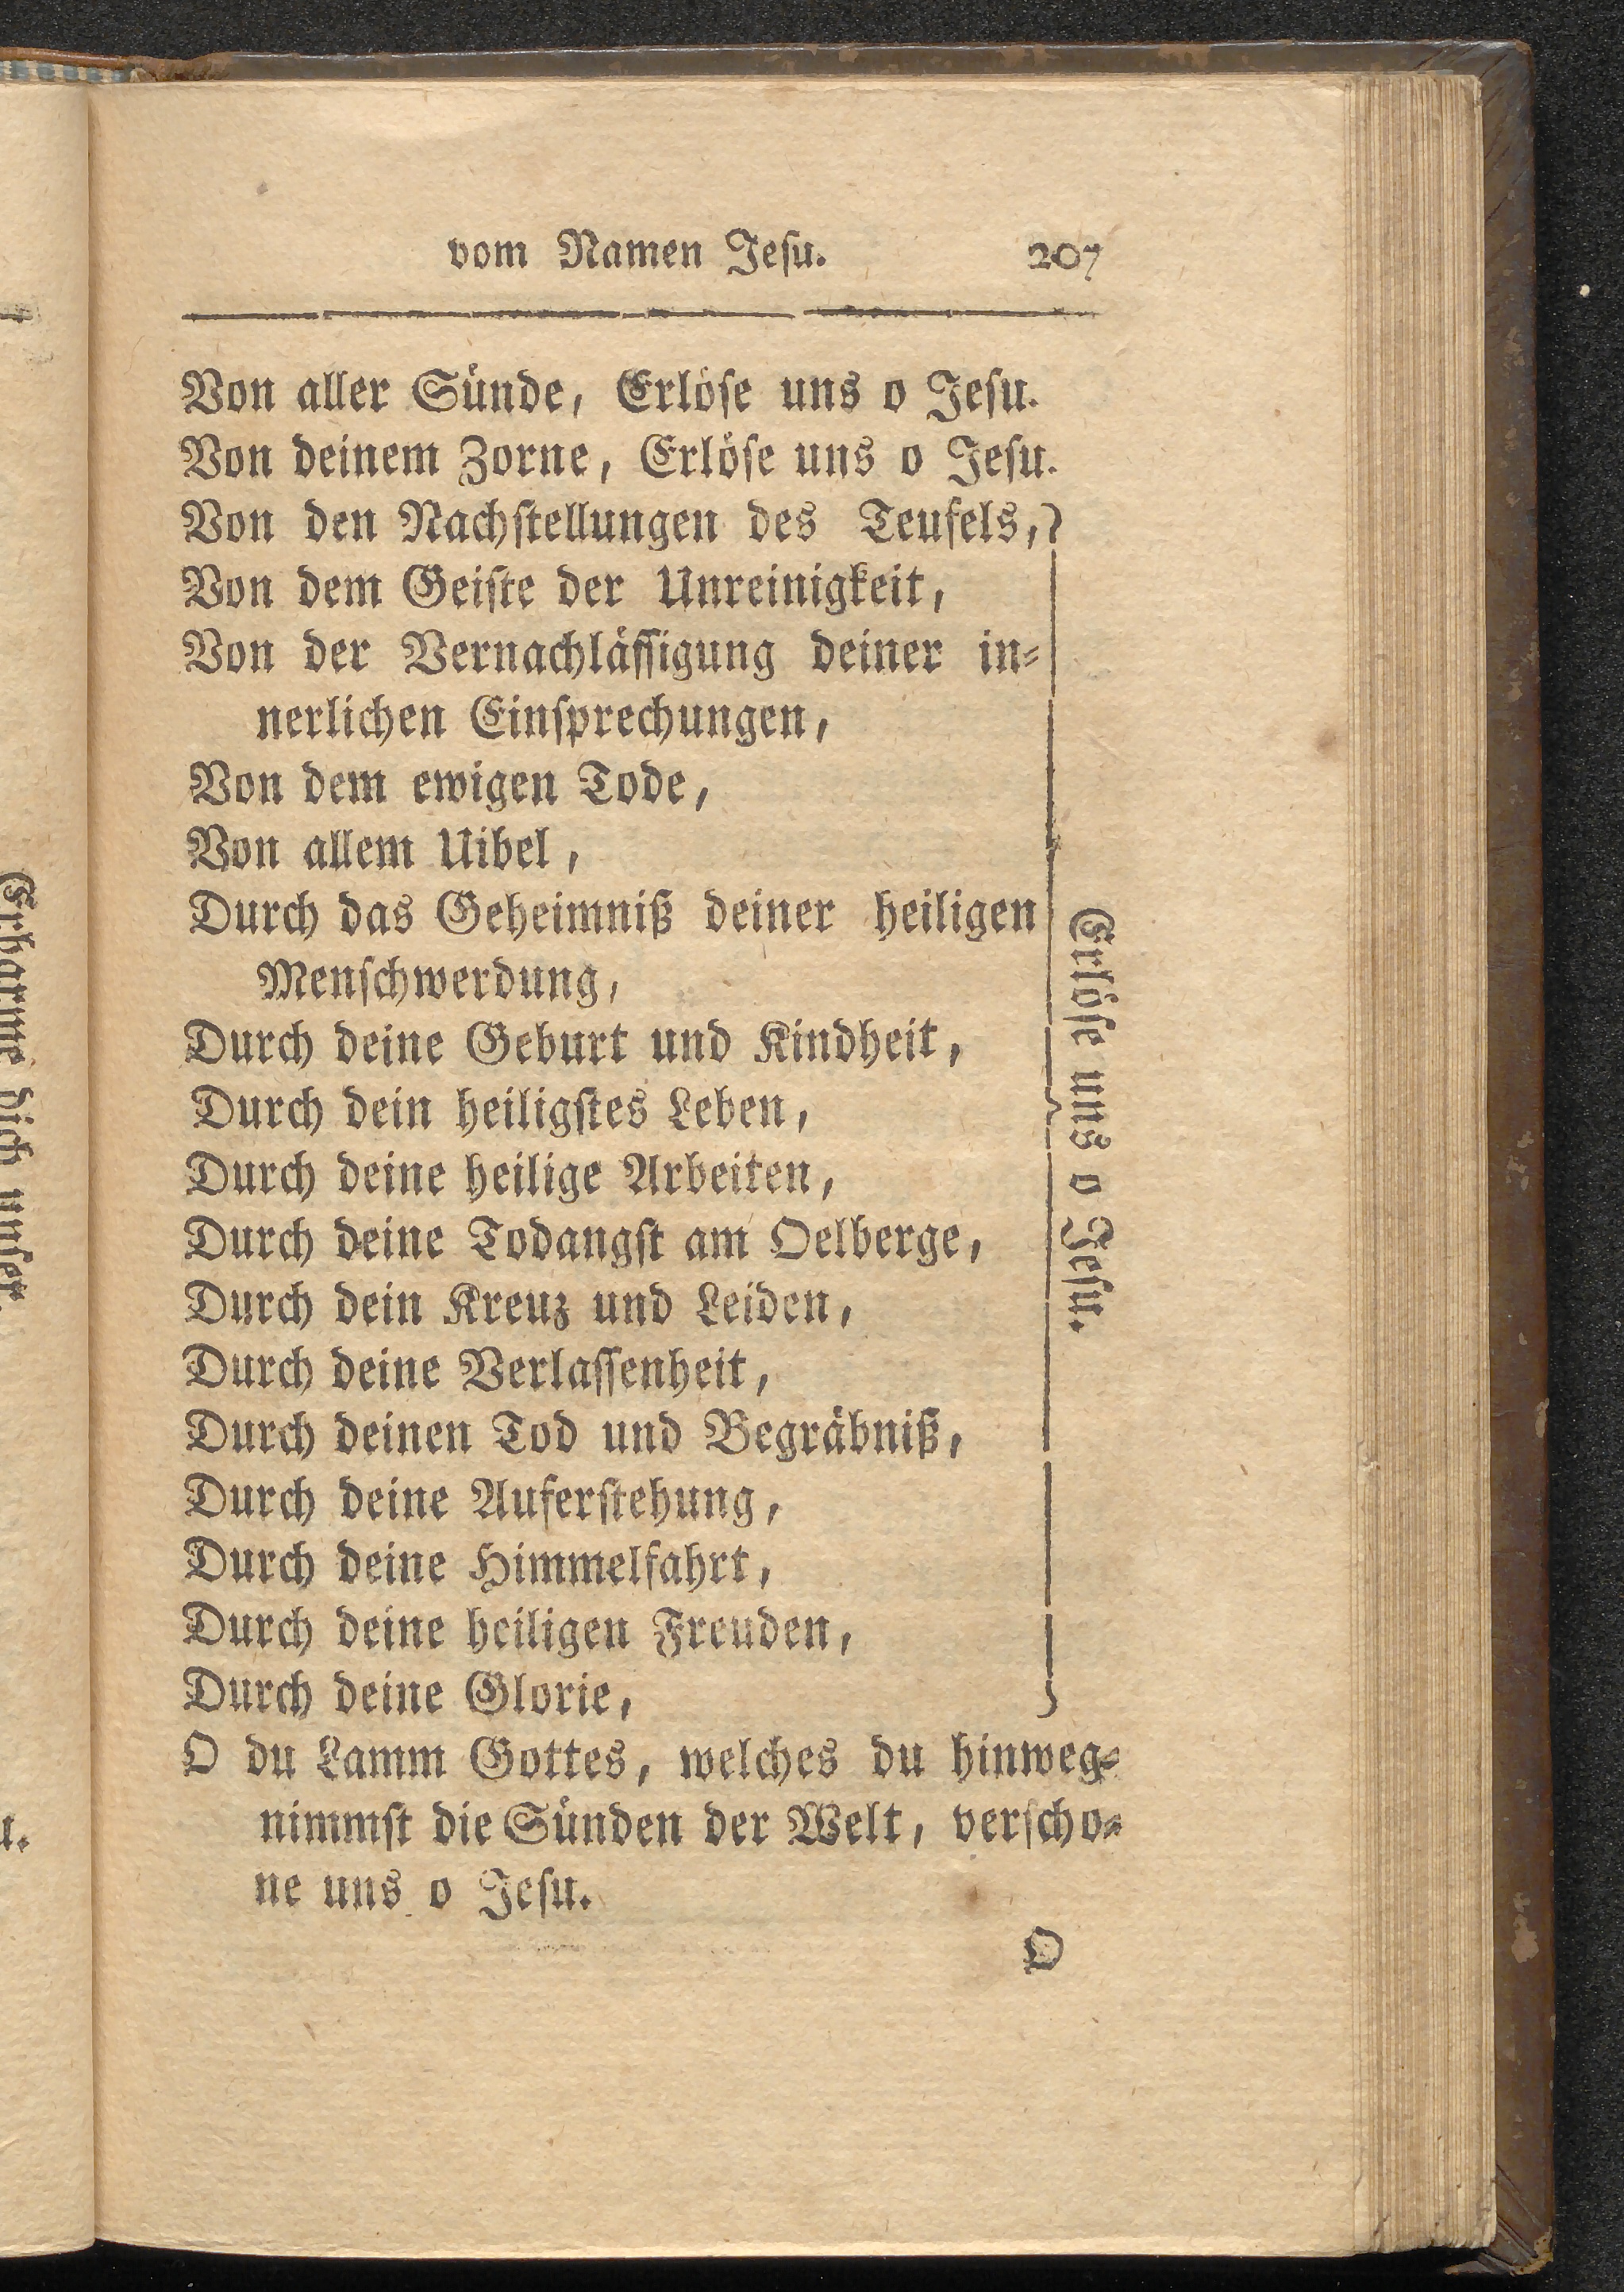 vom Namen Jesu. 207
Von aller Sünde, Erlöse uns o Jesu.
Von deinem Zorne, Erlöse uns o Jesu.
Von den Nachstellungen des Teufels,
Von dem Geiste der Unreinigkeit,
Von der Vernachlässigung deiner in-
nerlichen Einsprechungen,
Von dem ewigen Tode,
Von allem Uibel,
Durch das Geheimniß deiner heiligen
Menschwerdung,
Durch deine Geburt und Kindheit,
Durch dein heiligstes Leben,
Durch deine heilige Arbeiten,
Durch deine Todangst am Oelberge,
Durch dein Kreuz und Leiden,
Durch deine Verlassenheit,
Durch deinen Tod und Begräbniß,
Durch deine Auferstehung,
Durch deine Himmelfahrt,
Durch deine heiligen Freuden,
Durch deine Glorie,
Erlöse uns o Jesu.
O du Lamm Gottes, welches du hinweg-
nimmst die Sünden der Welt, verscho-
ne uns o Jesu.
O
Erbarme dich unser.